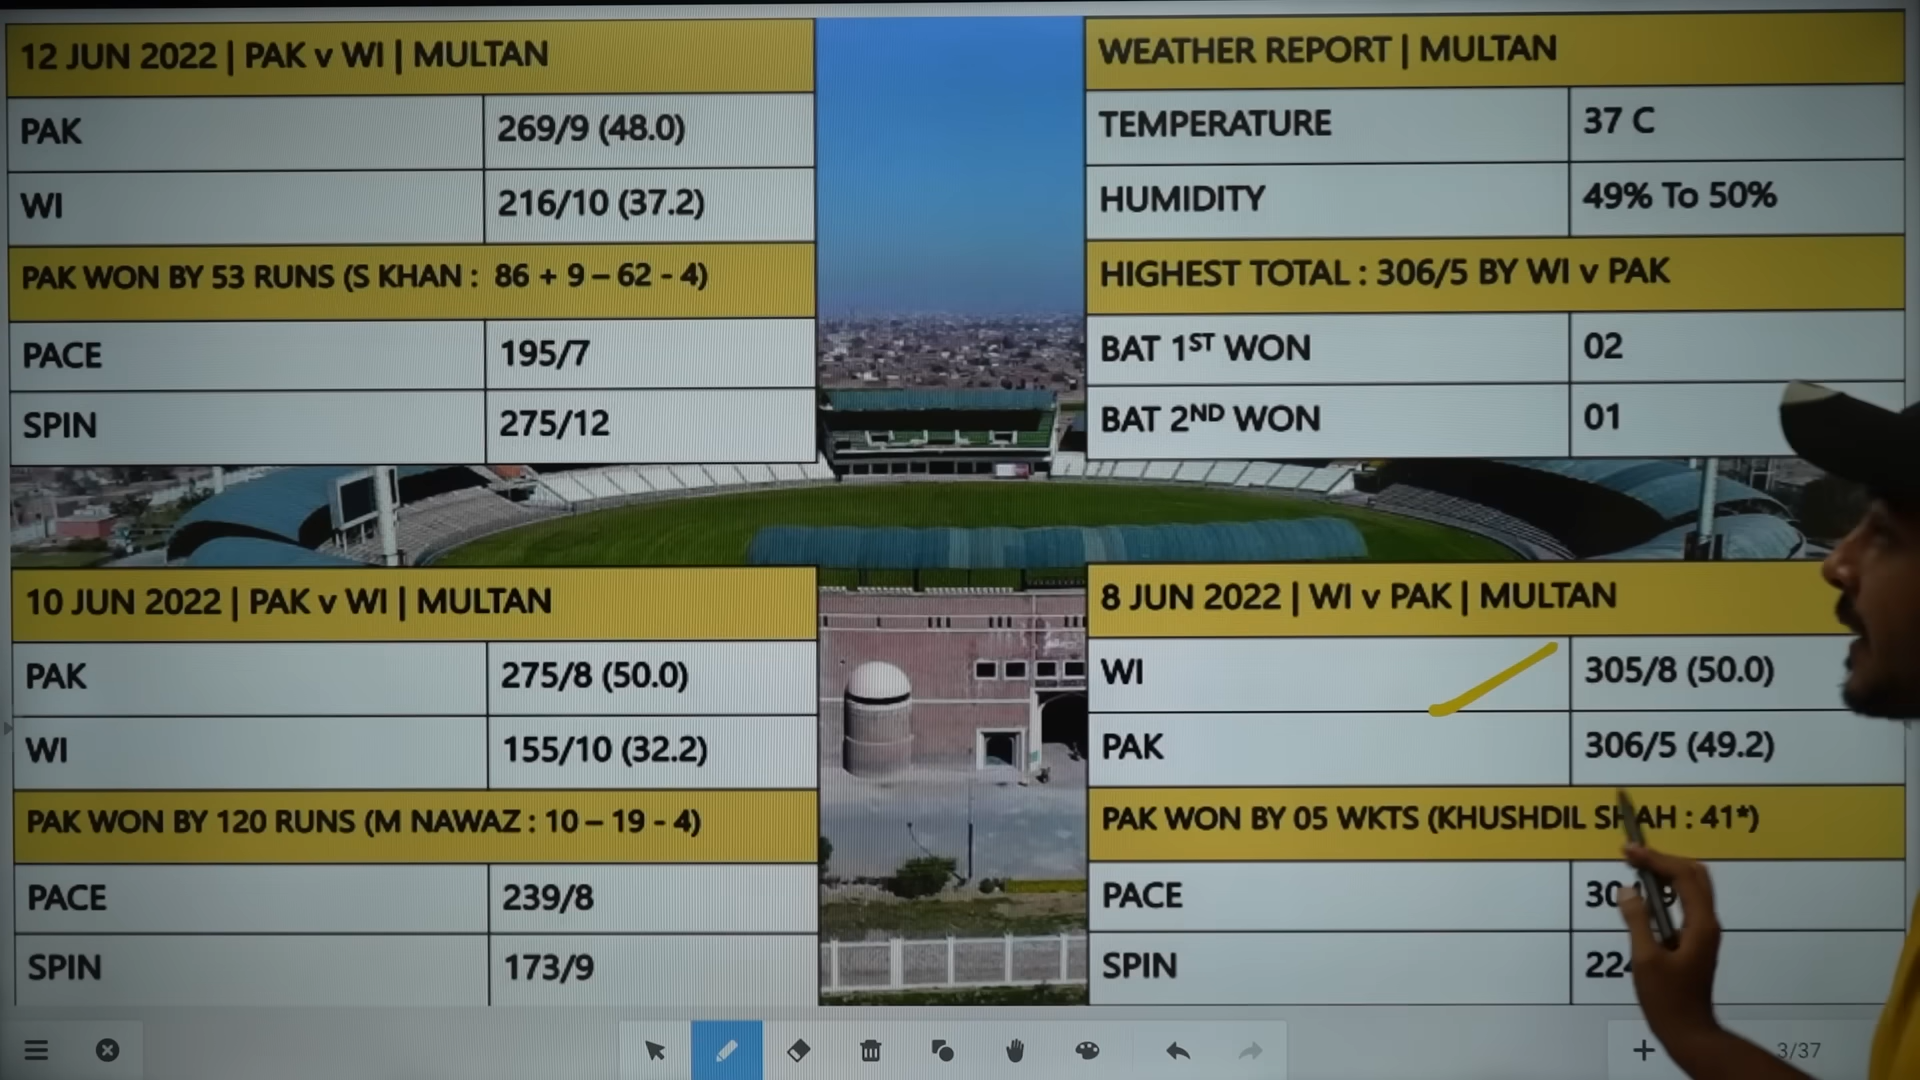 12 JUN 2022 | PAK v WI | MULTAN
PAK 269/9 (48.0)
WI 216/10 (37.2)
PAK WON BY 53 RUNS (S KHAN : 86 + 9 – 62 - 4)
PACE 195/7
SPIN 275/12
WEATHER REPORT | MULTAN
TEMPERATURE 37 C
HUMIDITY 49% To 50%
HIGHEST TOTAL : 306/5 BY WI v PAK
BAT 1ST WON 02
BAT 2ND WON 01
10 JUN 2022 | PAK v WI | MULTAN
PAK 275/8 (50.0)
WI 155/10 (32.2)
PAK WON BY 120 RUNS (M NAWAZ : 10 – 19 - 4)
PACE 239/8
SPIN 173/9
8 JUN 2022 | WI v PAK | MULTAN
WI 305/8 (50.0)
PAK 306/5 (49.2)
PAK WON BY 05 WKTS (KHUSHDIL SHAH : 41*)
PACE
SPIN
3/37